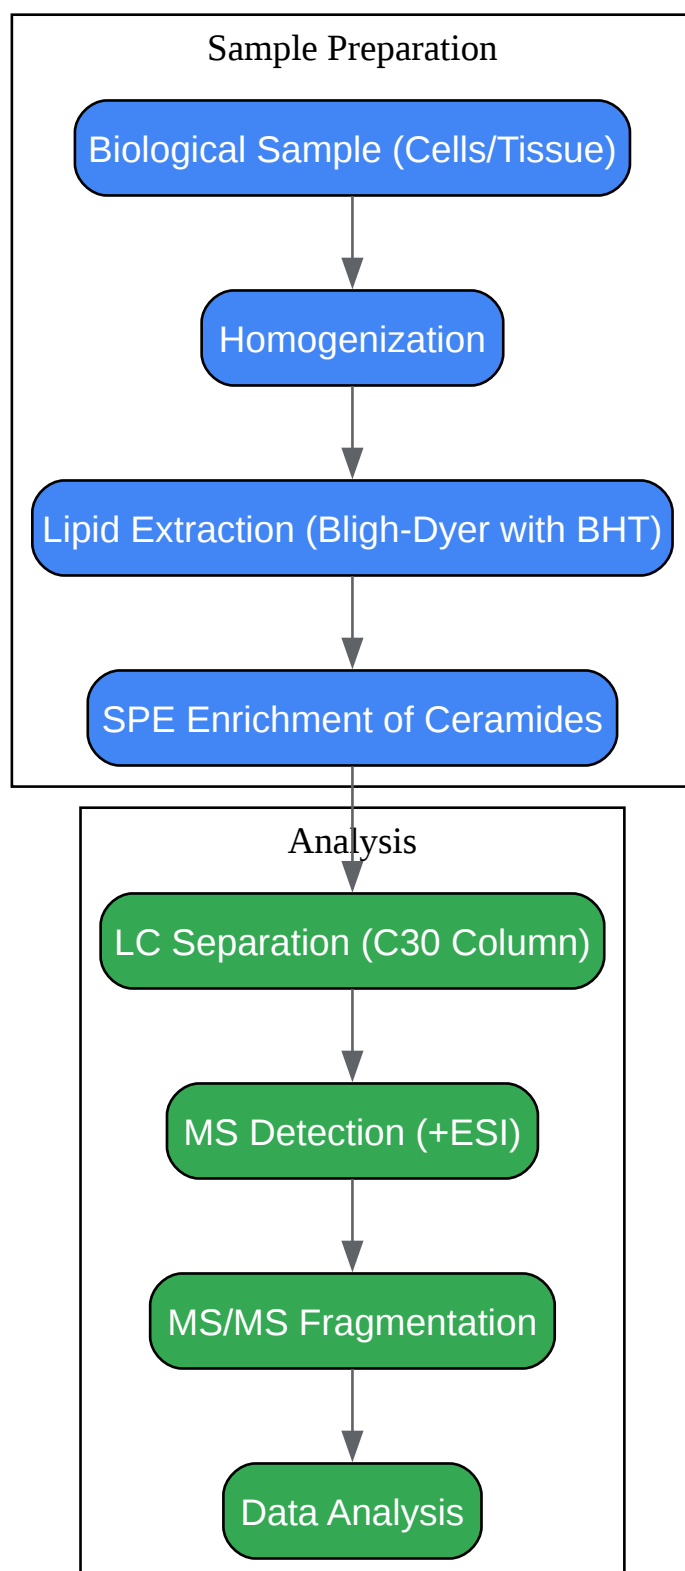 Sample Preparation
Biological Sample (Cells/Tissue)
Homogenization
Lipid Extraction (Bligh-Dyer with BHT)
SPE Enrichment of Ceramides
Analysis
LC Separation (C30 Column)
MS Detection (+ESI)
MS/MS Fragmentation
Data Analysis